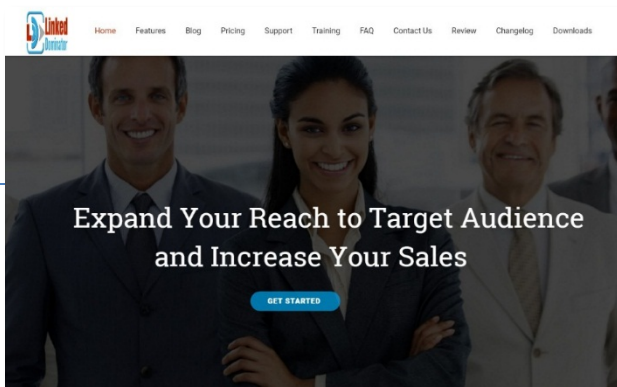 Linked
Dominator
Home Features Blog Pricing Support Training FAQ Contact Us Review Changelog Downloads
Expand Your Reach to Target Audience
and Increase Your Sales
GET STARTED